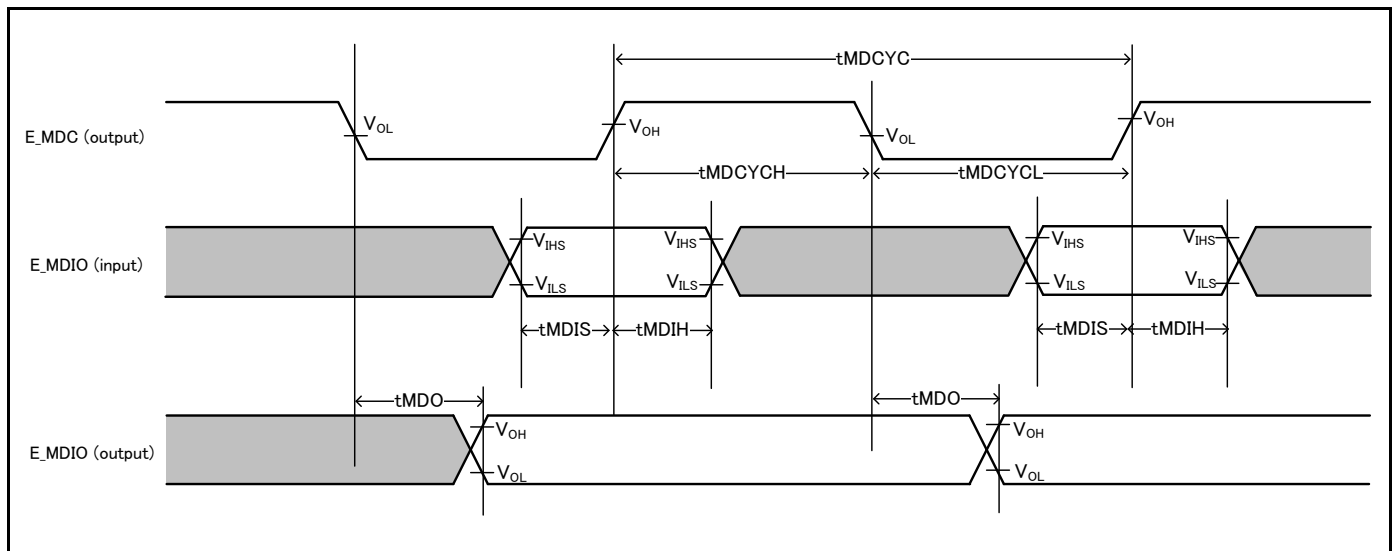 tMDCYC
E_MDC (output)
VOL
VOH
VOL
VOH
tMDCYCH
tMDCYCL
E_MDIO (input)
VIHS
VIHS
VIHS
VIHS
VILS
VILS
VILS
VILS
tMDIS
tMDIH
tMDIS
tMDIH
tMDO
tMDO
E_MDIO (output)
VOH
VOH
VOL
VOL